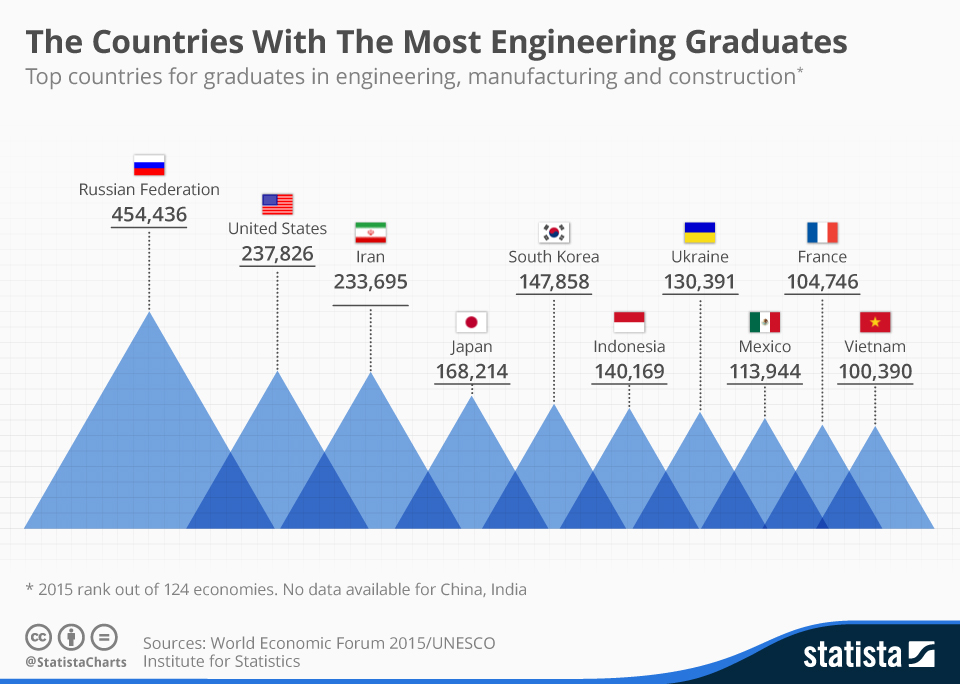 The Countries With The Most Engineering Graduates
Top countries for graduates in engineering, manufacturing and construction*
Russian Federation
454,436
United States
237,826
Iran
233,695
Japan
168,214
South Korea
147,858
Indonesia
140,169
Ukraine
130,391
Mexico
113,944
France
104,746
Vietnam
100,390
* 2015 rank out of 124 economies. No data available for China, India
cc
@StatistaCharts
Sources: World Economic Forum 2015/UNESCO
Institute for Statistics
statista